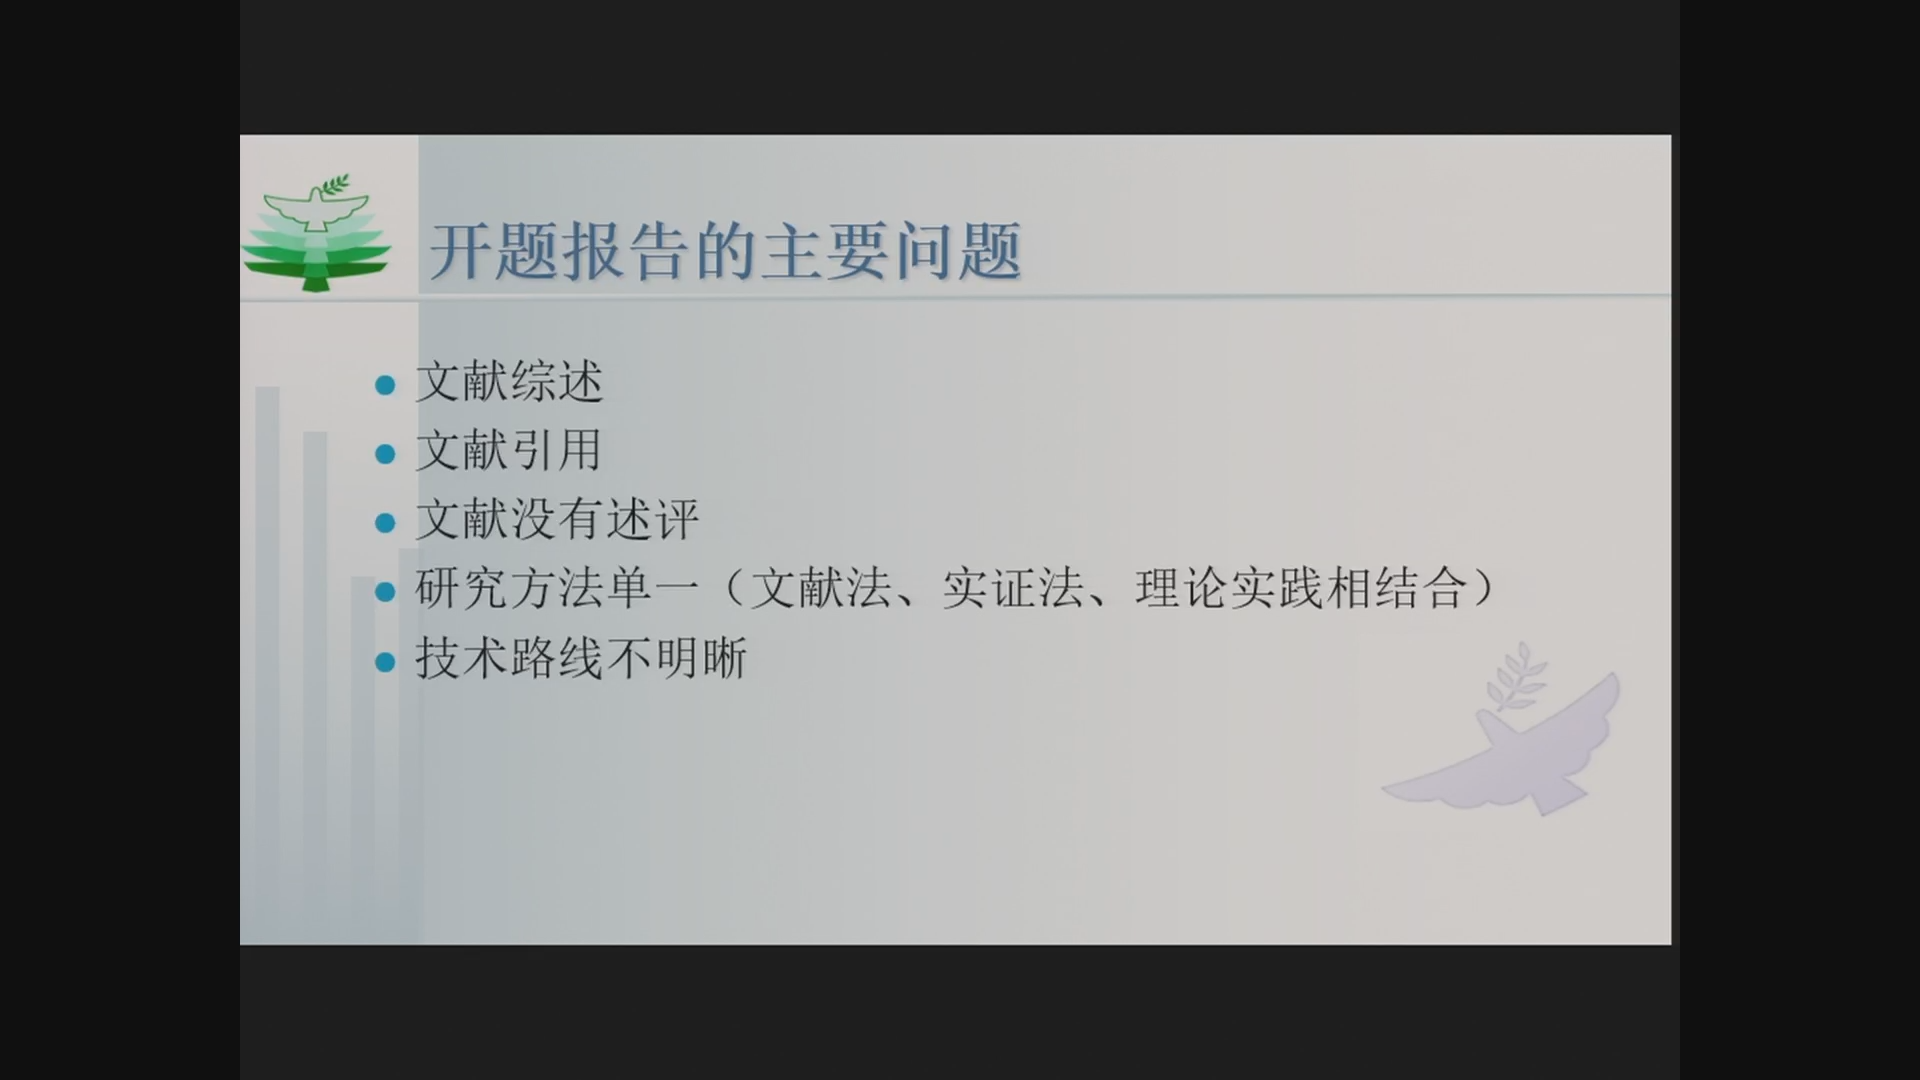 开题报告的主要问题
文献综述
文献引用
文献没有述评
研究方法单一（文献法、实证法、理论实践相结合）
技术路线不明晰